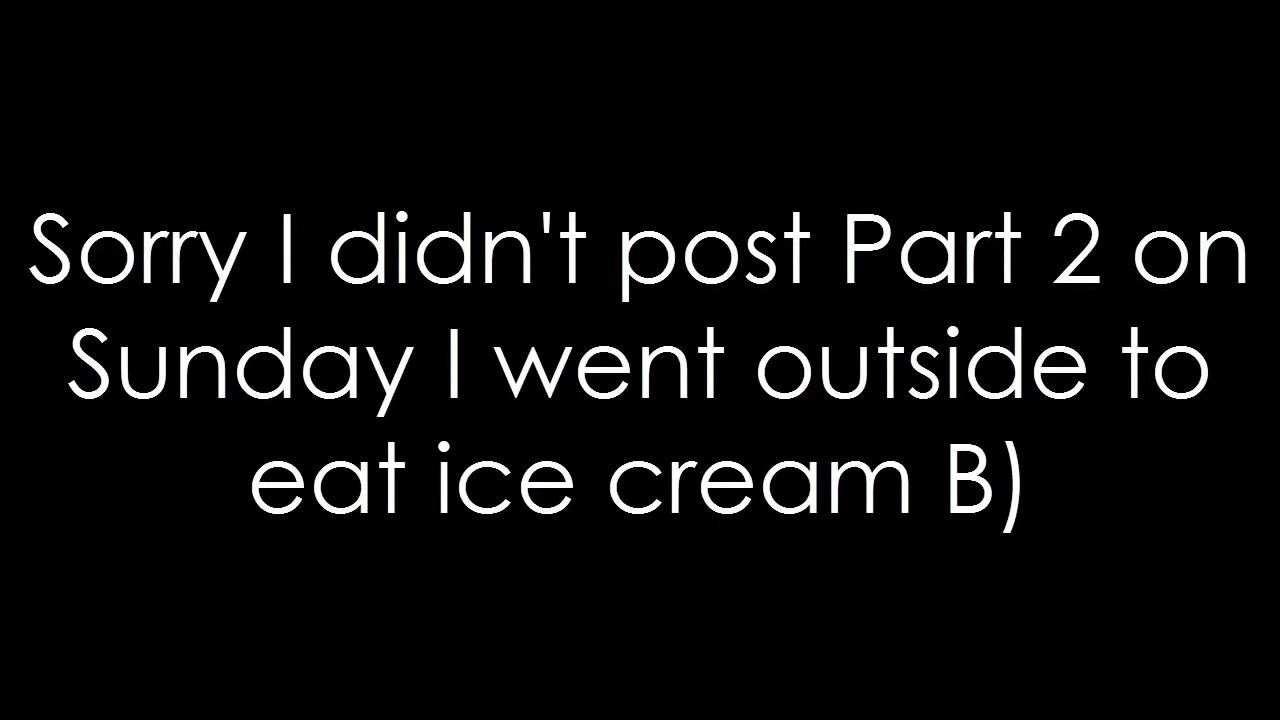 Sorry I didn't post Part 2 on
Sunday I went outside to
eat ice cream B)